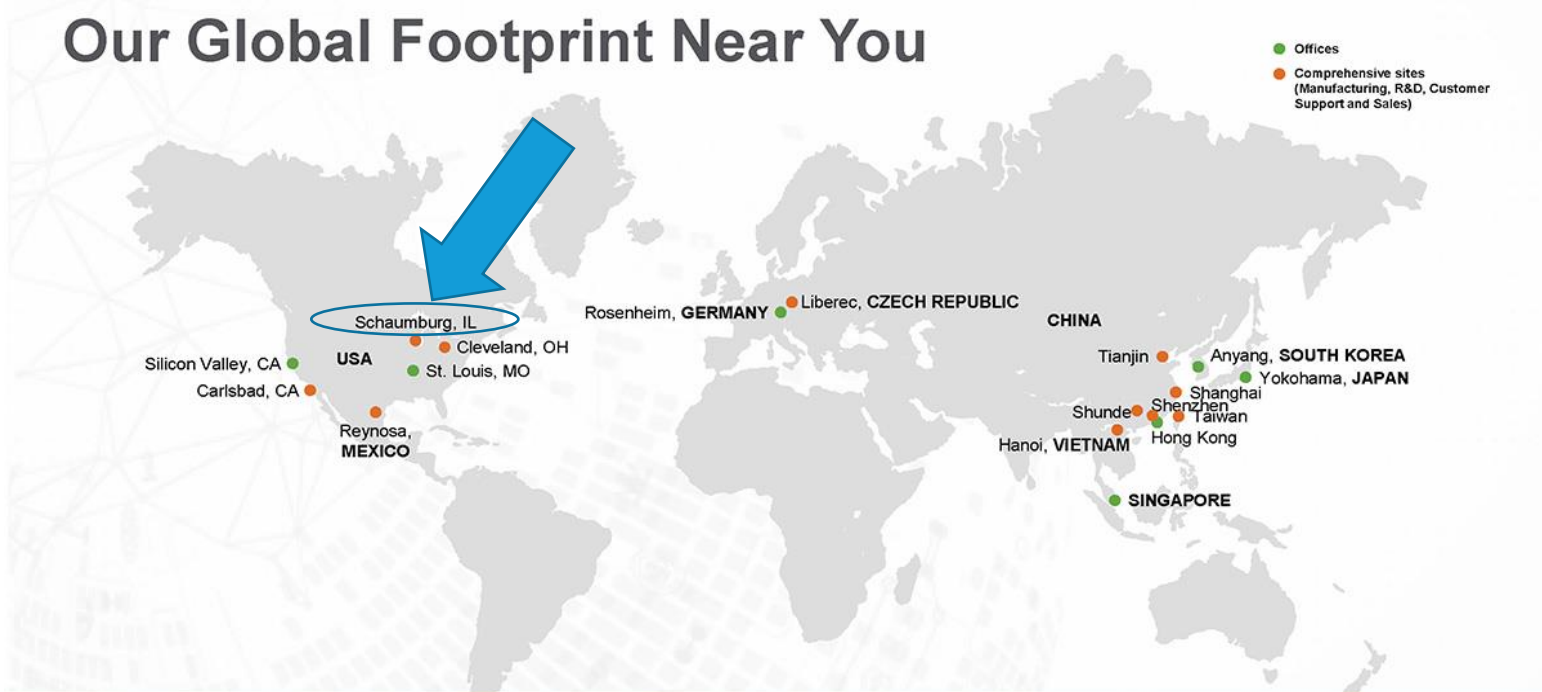 Our Global Footprint Near You
Offices
Comprehensive sites
(Manufacturing, R&D, Customer
Support and Sales)
Schaumburg, IL
Cleveland, OH
USA
Silicon Valley, CA
St. Louis, MO
Carlsbad, CA
Reynosa,
MEXICO
Rosenheim, GERMANY
Liberec, CZECH REPUBLIC
CHINA
Tianjin
Anyang, SOUTH KOREA
Yokohama, JAPAN
Shanghai
Shenzhen
Shunde
Taiwan
Hong Kong
Hanoi, VIETNAM
SINGAPORE